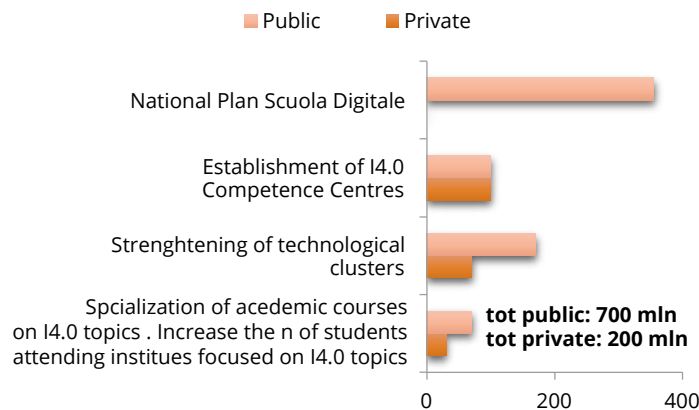 Public Private
National Plan Scuola Digitale
Establishment of I4.0
Competence Centres
Strenghtening of technological
clusters
Spcialization of acedemic courses
on I4.0 topics . Increase the n of students
attending institues focused on I4.0 topics
tot public: 700 mln
tot private: 200 mln
0 200 400